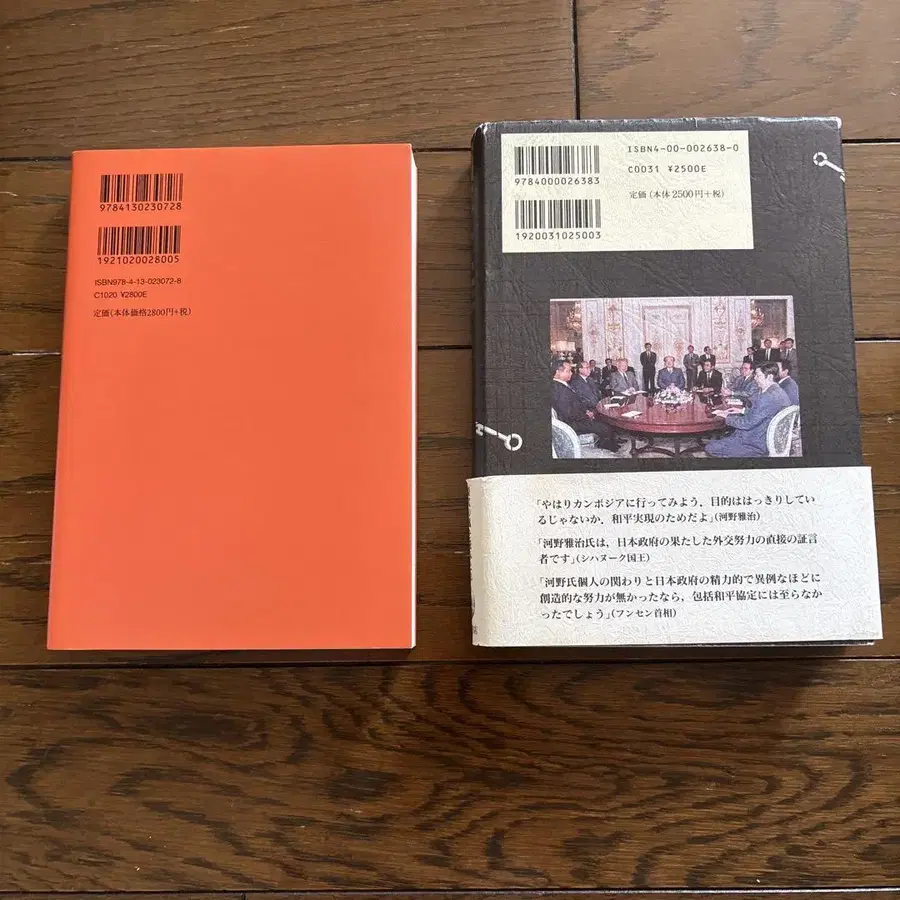 9784130230728
1921020028005
ISBN978-4-13-023072-8
C1020 ¥2800E
定価(本体価格2800円+税)
ISBN4-00-002638-0
C0031 ¥2500E
9784000026383
定価(本体2500円+税)
1920031025003
「やはりカンボジアに行ってみよう。目的ははっきりしてい
るじゃないか。和平実現のためだよ」(河野雅治)
「河野雅治氏は、日本政府の果たした外交努力の直接の証言
者です」(シハヌーク国王)
「河野氏個人の関わりと日本政府の精力的で異例なほどに
創造的な努力が無かったなら、包括和平協定には至らなか
ったでしょう」(フンセン首相)